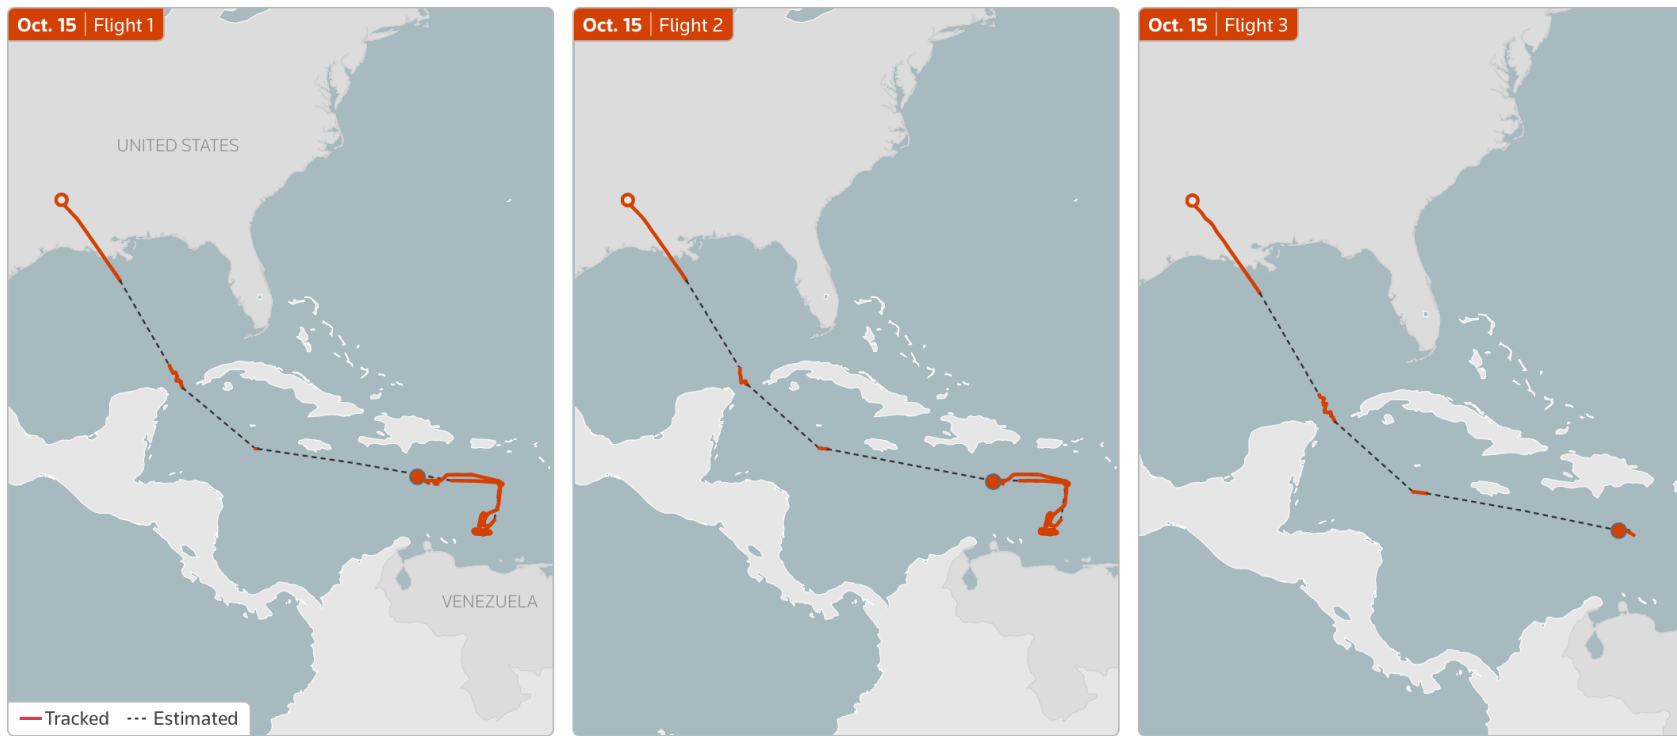 Oct. 15 | Flight 1
Oct. 15 | Flight 2
Oct. 15 | Flight 3
UNITED STATES
VENEZUELA
Tracked
Estimated